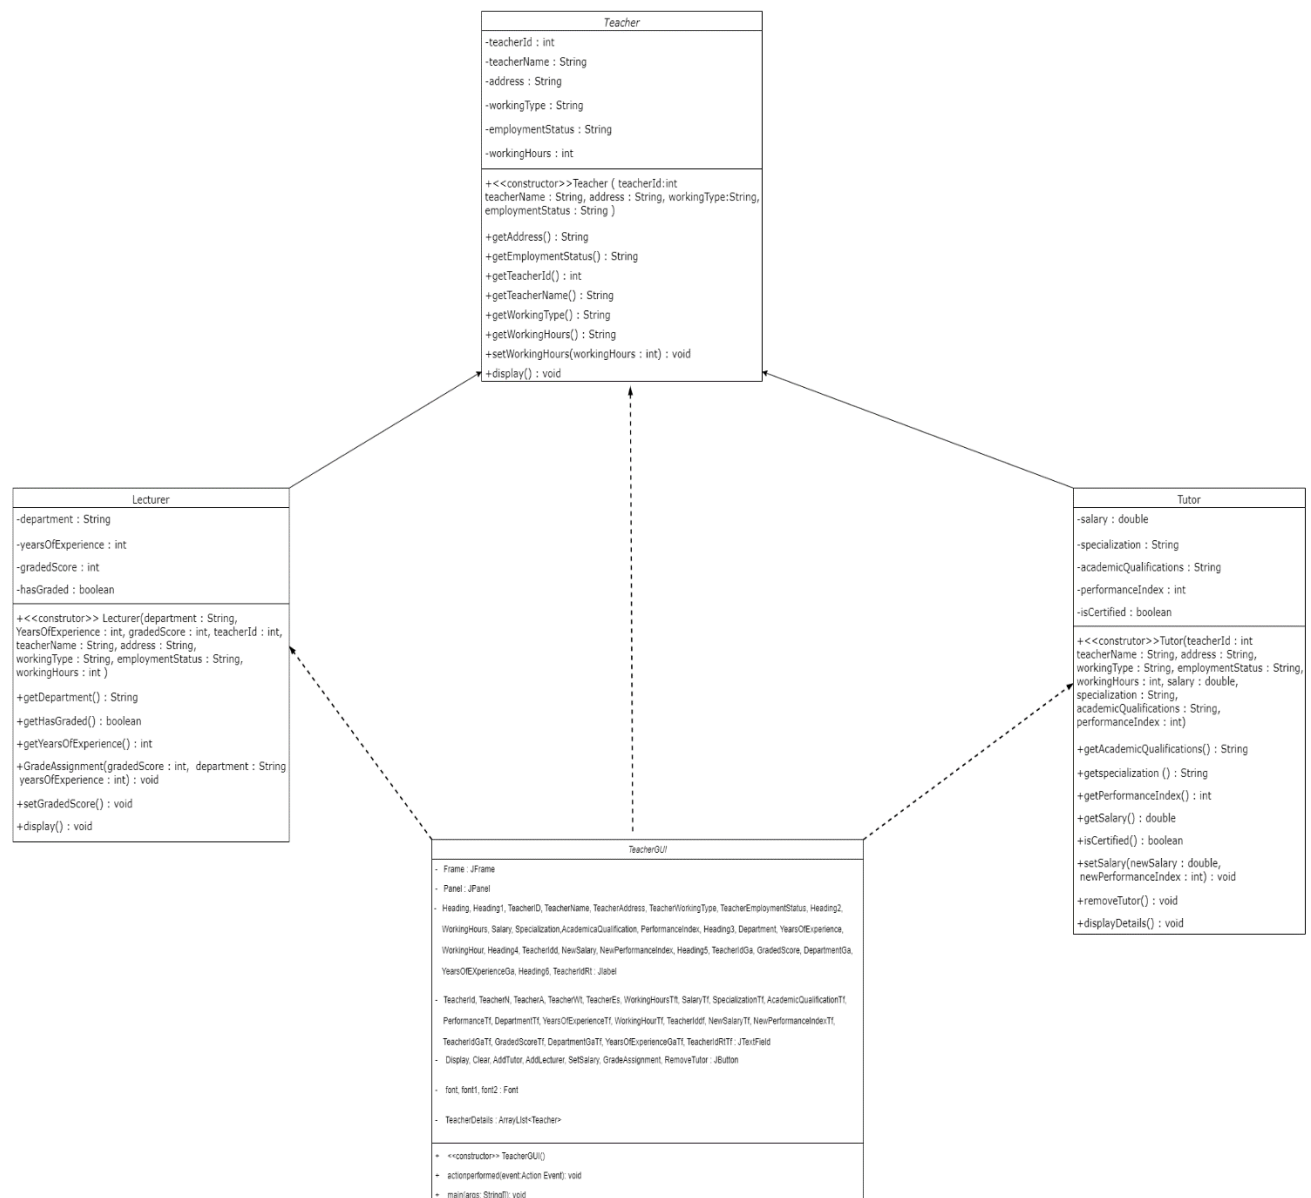 Teacher
-teacherId : int
-teacherName : String
-address : String
-workingType : String
-employmentStatus : String
-workingHours : int
+<<constructor>>Teacher ( teacherId:int
teacherName : String, address : String, workingType:String,
employmentStatus : String )
+getAddress() : String
+getEmploymentStatus() : String
+getTeacherId() : int
+getTeacherName() : String
+getWorkingType() : String
+getWorkingHours() : String
+setWorkingHours(workingHours : int) : void
+display() : void
Lecturer
-department : String
-yearsOfExperience : int
-gradedScore : int
-hasGraded : boolean
+<<construtor>> Lecturer(department : String,
YearsOfExperience : int, gradedScore : int, teacherId : int,
teacherName : String, address : String,
workingType : String, employmentStatus : String,
workingHours : int )
+getDepartment() : String
+getHasGraded() : boolean
+getYearsOfExperience() : int
+GradeAssignment(gradedScore : int, department : String
yearsOfExperience : int) : void
+setGradedScore() : void
+display() : void
Tutor
-salary : double
-specialization : String
-academicQualifications : String
-performanceIndex : int
-isCertified : boolean
+<<construtor>>Tutor(teacherId : int
teacherName : String, address : String,
workingType : String, employmentStatus : String,
workingHours : int, salary : double,
specialization : String,
academicQualifications : String,
performanceIndex : int)
+getAcademicQualifications() : String
+getspecialization () : String
+getPerformanceIndex() : int
+getSalary() : double
+isCertified() : boolean
+setSalary(newSalary : double,
newPerformanceIndex : int) : void
+removeTutor() : void
+displayDetails() : void
TeacherGUI
- Frame : JFrame
- Panel : JPanel
- Heading, Heading1, TeacherID, TeacherName, TeacherAddress, TeacherWorkingType, TeacherEmploymentStatus, Heading2,
WorkingHours, Salary, Specialization,AcademicaQualification, PerformanceIndex, Heading3, Department, YearsOfExperience,
WorkingHour, Heading4, TeacherIdd, NewSalary, NewPerformanceIndex, Heading5, TeacherIdGa, GradedScore, DepartmentGa,
YearsOfEXperienceGa, Heading6, TeacherIdRt : Jlabel
- TeacherId, TeacherN, TeacherA, TeacherWt, TeacherEs, WorkingHoursTft, SalaryTf, SpecializationTf, AcademicQualificationTf,
PerformanceTf, DepartmentTf, YearsOfExperienceTf, WorkingHourTf, TeacherIddf, NewSalaryTf, NewPerformanceIndexTf,
TeacherIdGaTf, GradedScoreTf, DepartmentGaTf, YearsOfExperienceGaTf, TeacherIdRtTf : JTextField
- Display, Clear, AddTutor, AddLecturer, SetSalary, GradeAssignment, RemoveTutor : JButton
- font, font1, font2 : Font
- TeacherDetails : ArrayList<Teacher>
+ <<constructor>> TeacherGUI()
+ actionperformed(event:Action Event): void
+ main(args: String[]): void